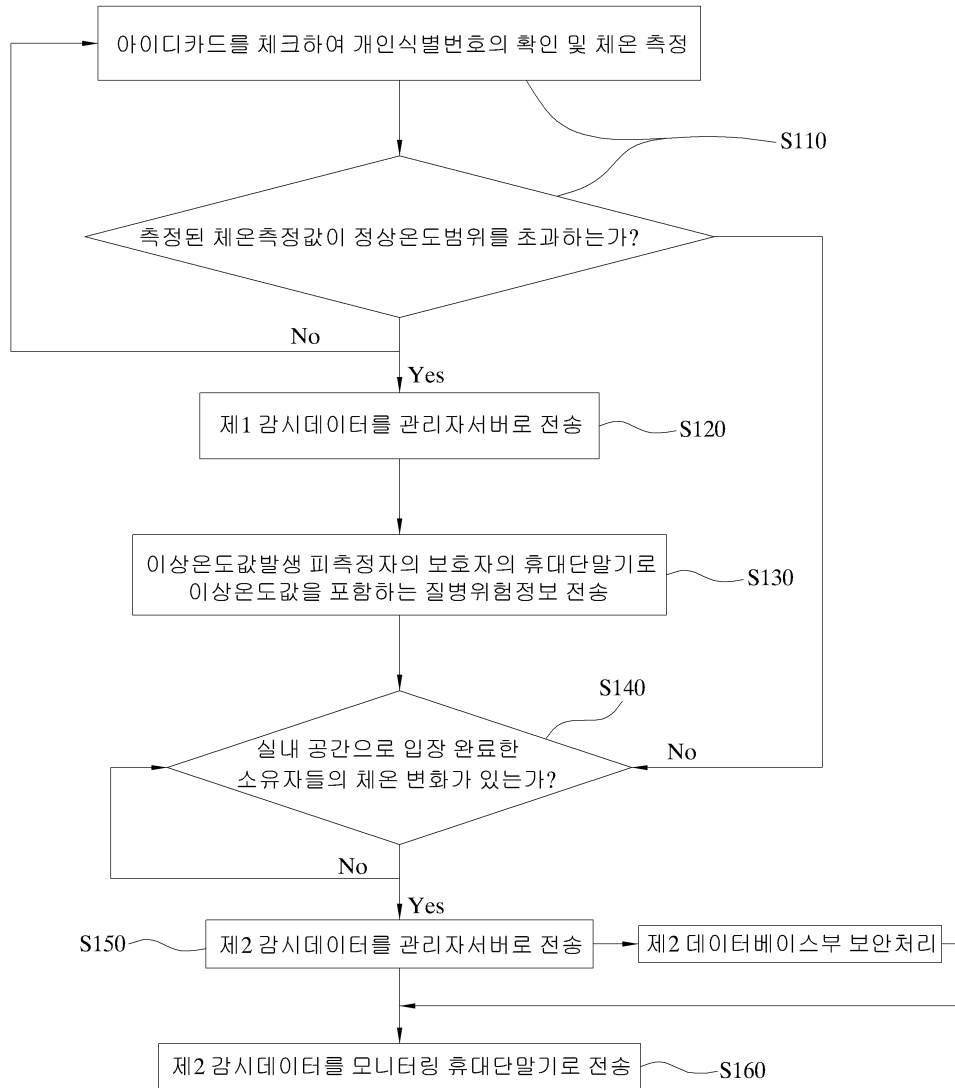 아이디카드를 체크하여 개인식별번호의 확인 및 체온 측정
S110
측정된 체온측정값이 정상온도범위를 초과하는가?
No
Yes
제1 감시데이터를 관리자서버로 전송
S120
이상온도값발생 피측정자의 보호자의 휴대단말기로
이상온도값을 포함하는 질병위험정보 전송
S130
S140
실내 공간으로 입장 완료한
소유자들의 체온 변화가 있는가?
No
No
Yes
S150
제2 감시데이터를 관리자서버로 전송
제2 데이터베이스부 보안처리
제2 감시데이터를 모니터링 휴대단말기로 전송
S160